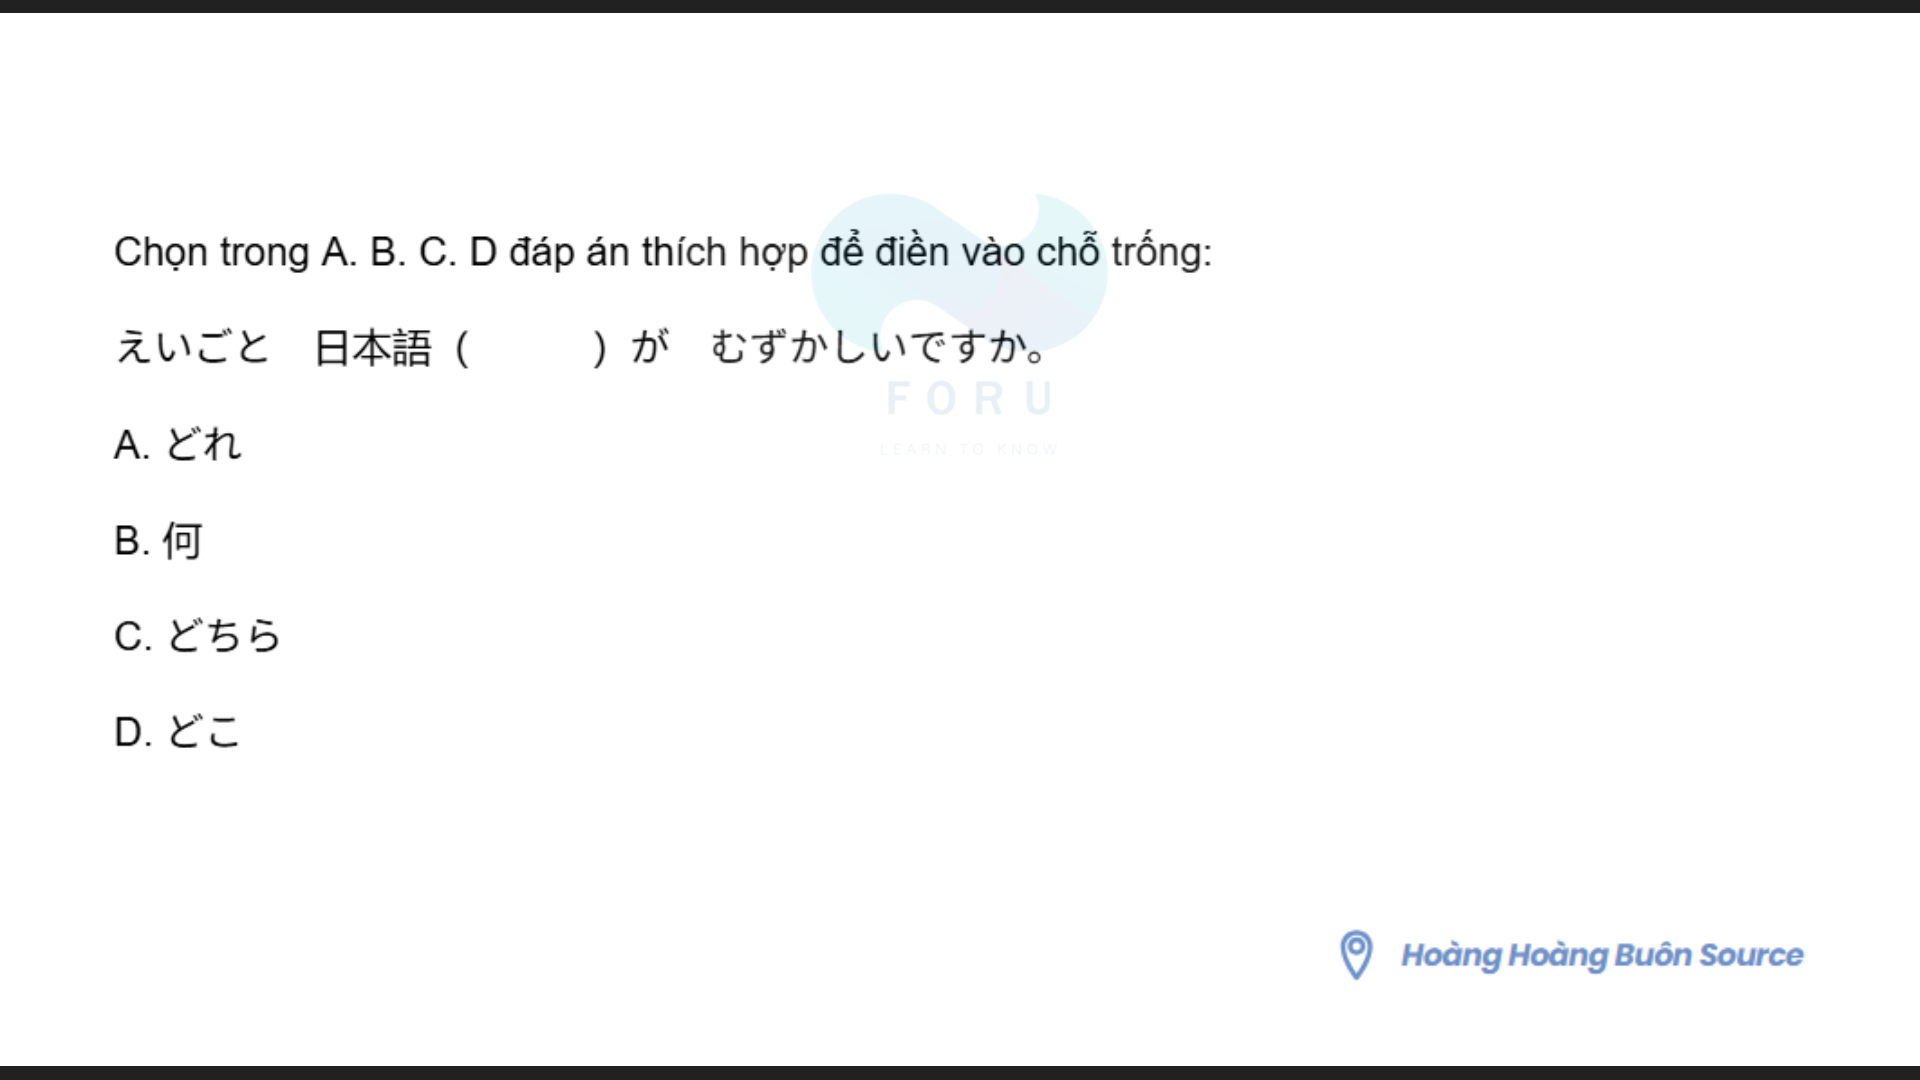 Chọn trong A. B. C. D đáp án thích hợp để điền vào chỗ trống:
えいごと　日本語（　　　）が　むずかしいですか。
FORU
LEARN TO KNOW
A. どれ
B. 何
C. どちら
D. どこ
Hoàng Hoàng Buôn Source